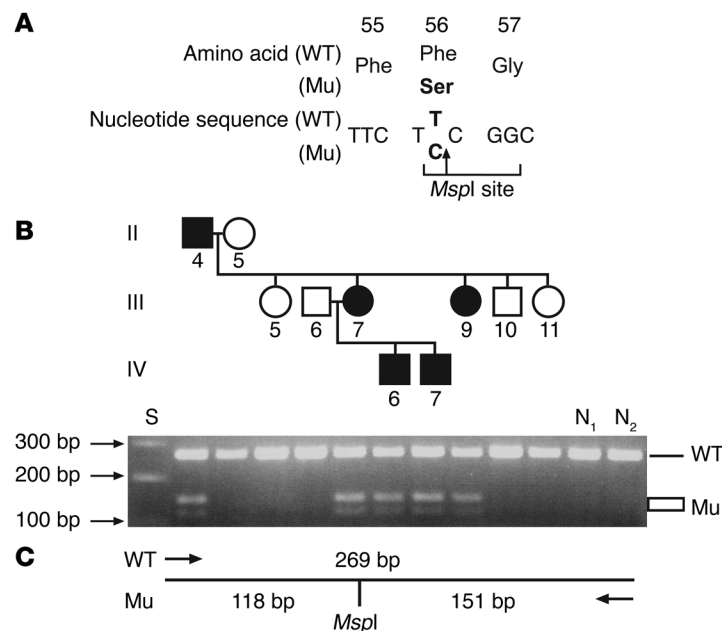 A
55 56 57
Amino acid (WT) Phe Phe Gly
(Mu) Ser
Nucleotide sequence (WT) T
TTC T C GGC
(Mu) C
MspI site
B
II
4 5
III
5 6 7 9 10 11
IV
6 7
S N1 N2
300 bp
WT
200 bp
Mu
100 bp
C
WT 269 bp
Mu 118 bp 151 bp
MspI